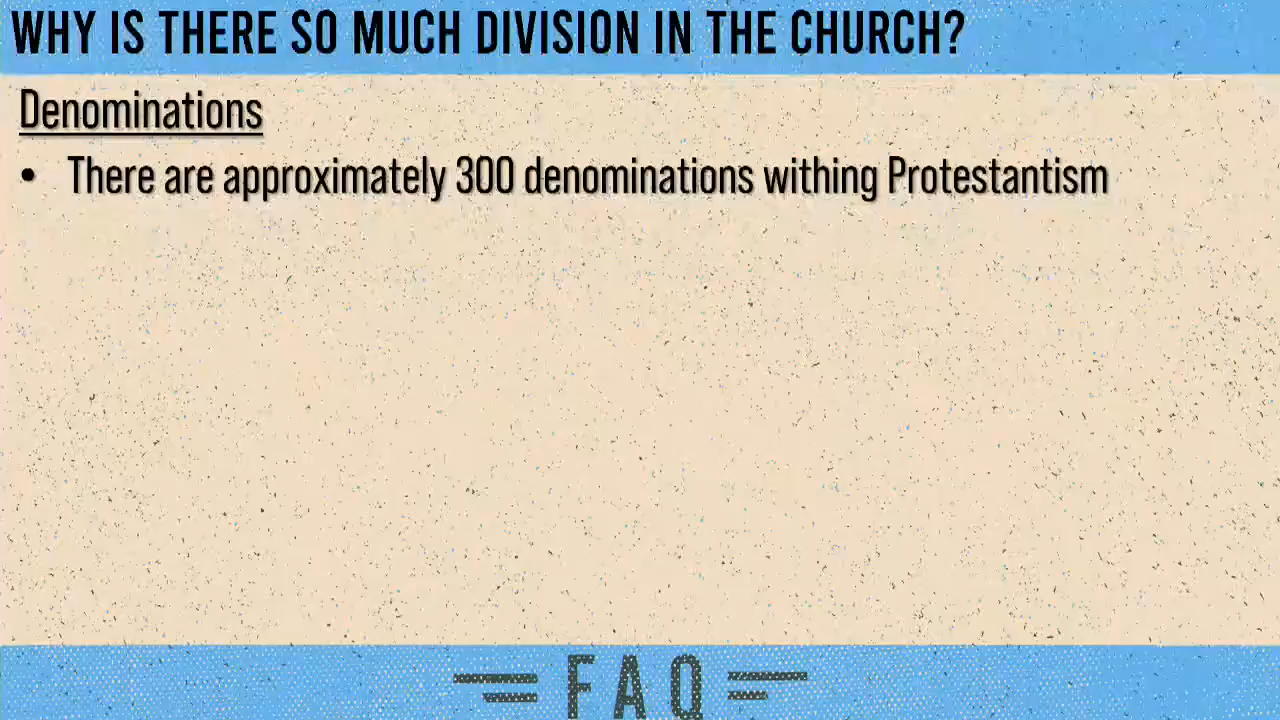 WHY IS THERE SO MUCH DIVISION IN THE CHURCH?
Denominations
• There are approximately 300 denominations withing Protestantism
FAQ